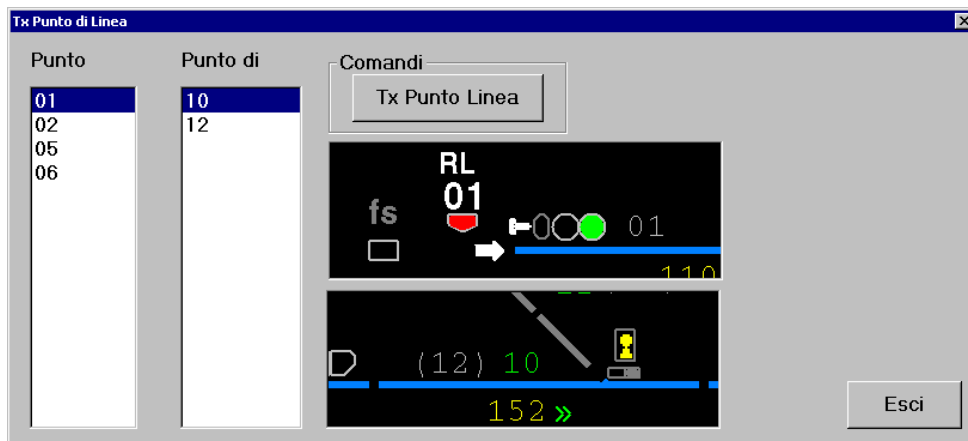 Tx Punto di Linea
Punto
Punto di
Comandi
01
02
05
06
10
12
Tx Punto Linea
RL
01
fs
01
110
(12) 10
152 »
Esci